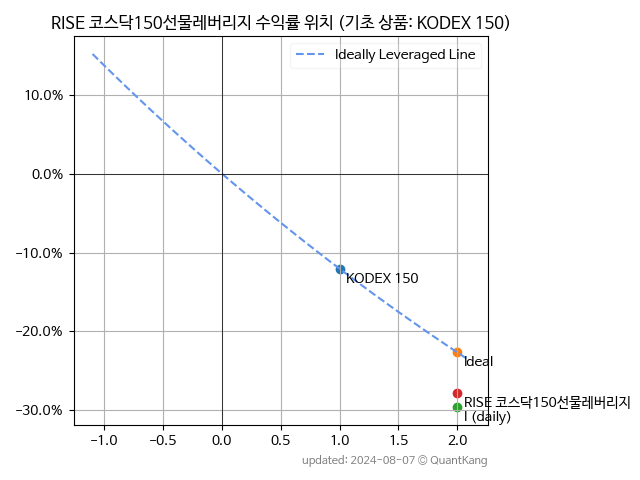 RISE 코스닥150선물레버리지 수익률 위치 (기초 상품: KODEX 150)
Ideally Leveraged Line
10.0%
0.0%
−10.0%
−20.0%
−30.0%
KODEX 150
Ideal
RISE 코스닥150선물레버리지
I (daily)
−1.0 −0.5 0.0 0.5 1.0 1.5 2.0
updated: 2024-08-07 © QuantKang